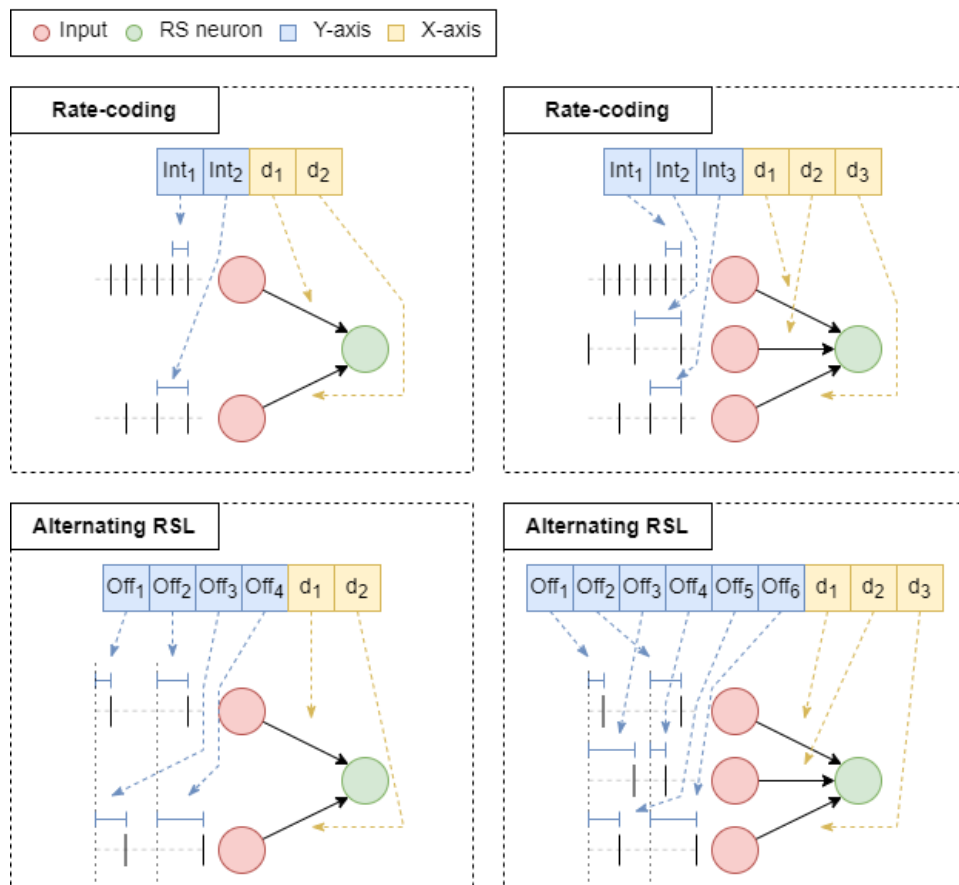 Input RS neuron Y-axis X-axis
Rate-coding
Int₁ Int₂ d₁ d₂
Rate-coding
Int₁ Int₂ Int₃ d₁ d₂ d₃
Alternating RSL
Off₁ Off₂ Off₃ Off₄ d₁ d₂
Alternating RSL
Off₁ Off₂ Off₃ Off₄ Off₅ Off₆ d₁ d₂ d₃